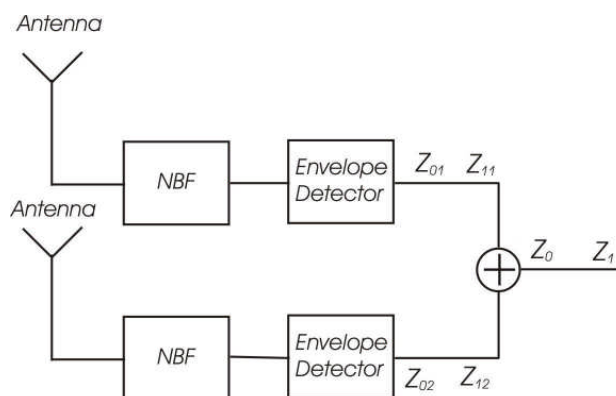 Antenna
NBF
Envelope
Detector
Z01 Z11
Antenna
Z0 Z1
NBF
Envelope
Detector
Z02 Z12